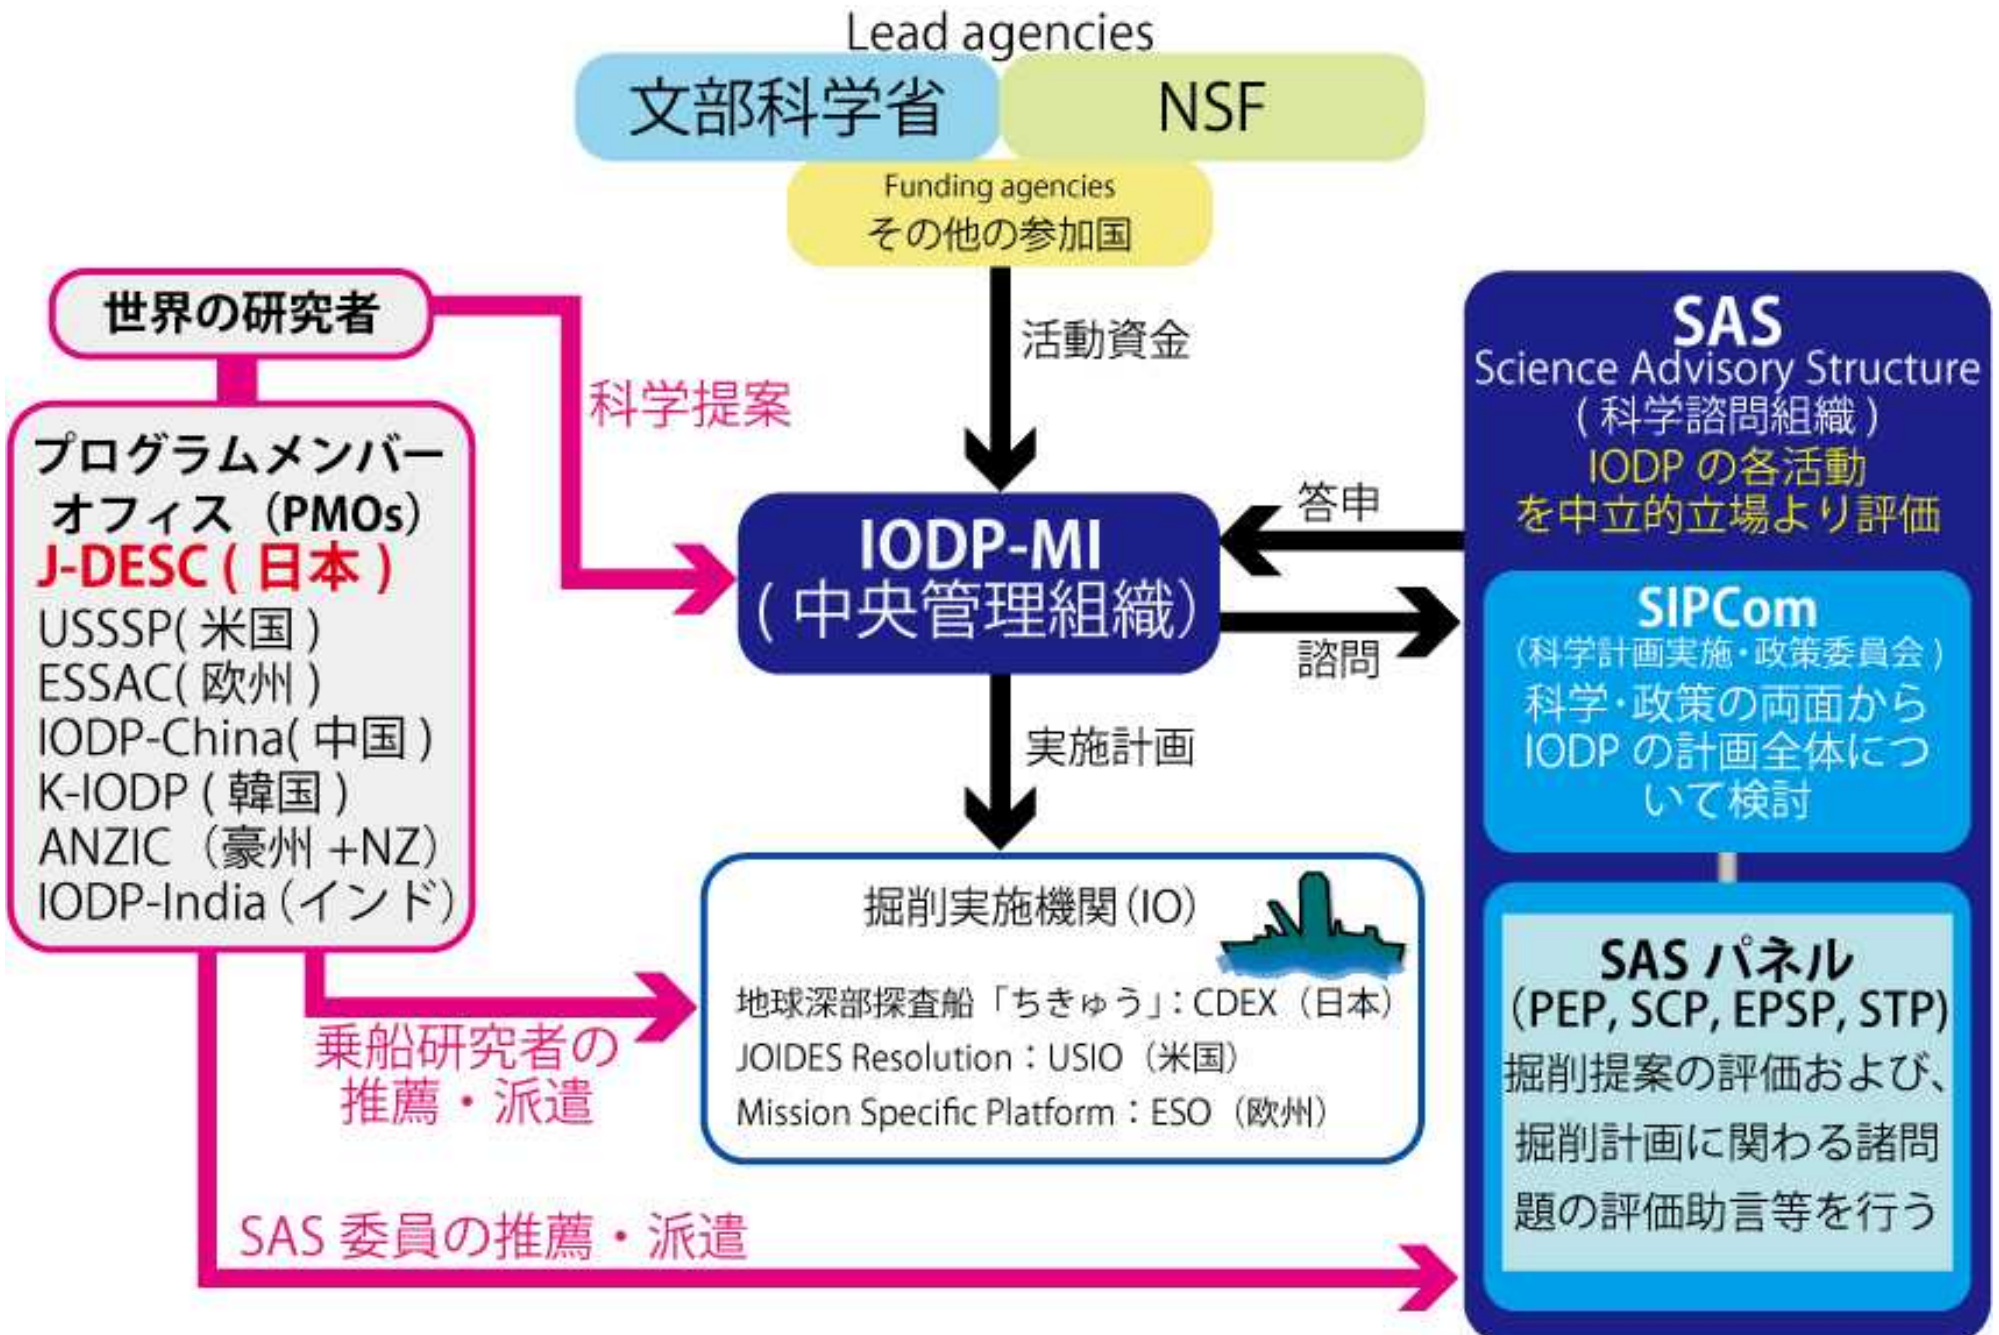 Lead agencies
文部科学省
NSF
Funding agencies
その他の参加国
活動資金
世界の研究者
科学提案
プログラムメンバー
オフィス（PMOs）
J-DESC ( 日本 )
USSSP( 米国 )
ESSAC( 欧州 )
IODP-China( 中国 )
K-IODP ( 韓国 )
ANZIC （豪州 +NZ）
IODP-India（インド）
IODP-MI
( 中央管理組織）
答申
諮問
実施計画
掘削実施機関（IO）
地球深部探査船「ちきゅう」：CDEX（日本）
JOIDES Resolution：USIO（米国）
Mission Specific Platform：ESO（欧州）
乗船研究者の
推薦・派遣
SAS 委員の推薦・派遣
SAS
Science Advisory Structure
( 科学諮問組織 )
IODP の各活動
を中立的立場より評価
SIPCom
（科学計画実施・政策委員会 )
科学・政策の両面から
IODP の計画全体につ
いて検討
SAS パネル
（PEP, SCP, EPSP, STP)
掘削提案の評価および、
掘削計画に関わる諸問
題の評価助言等を行う